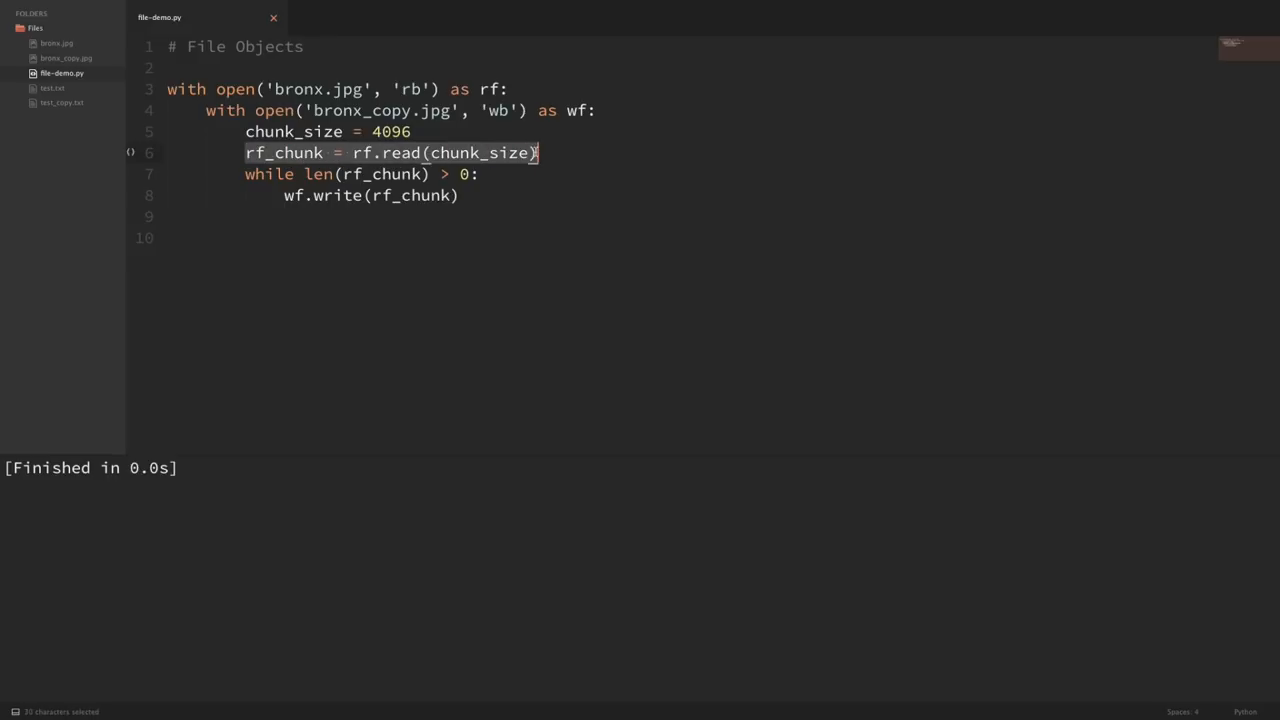 FOLDERS
Files
bronx.jpg
bronx_copy.jpg
file-demo.py
test.txt
test_copy.txt
file-demo.py
1 # File Objects
2
3 with open('bronx.jpg', 'rb') as rf:
4     with open('bronx_copy.jpg', 'wb') as wf:
5         chunk_size = 4096
() 6         rf_chunk = rf.read(chunk_size)
7         while len(rf_chunk) > 0:
8             wf.write(rf_chunk)
9
10
[Finished in 0.0s]
30 characters selected
Spaces: 4
Python